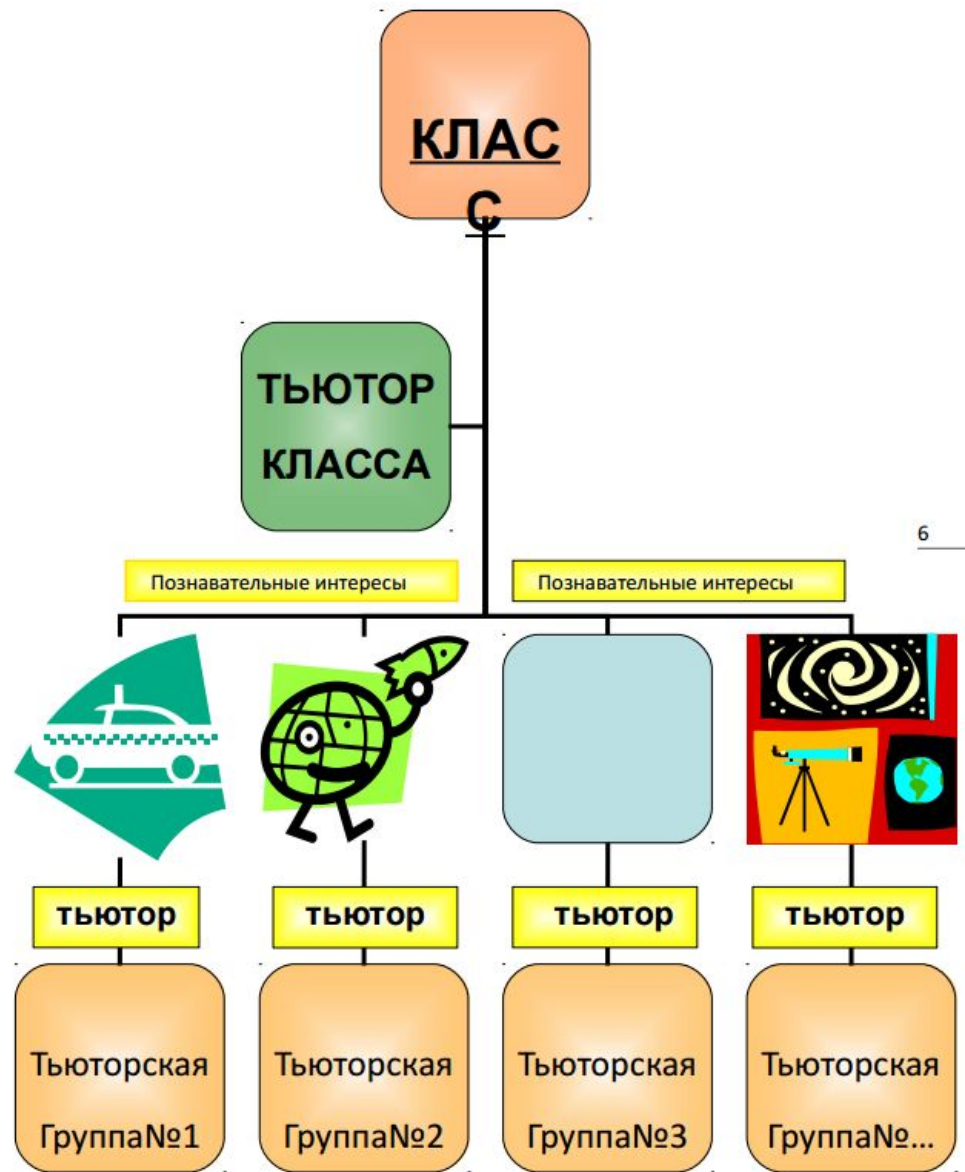 КЛАС
С
ТЬЮТОР
КЛАССА
6
Познавательные интересы
Познавательные интересы
тьютор
тьютор
тьютор
тьютор
Тьюторская
Группа№1
Тьюторская
Группа№2
Тьюторская
Группа№3
Тьюторская
Группа№...